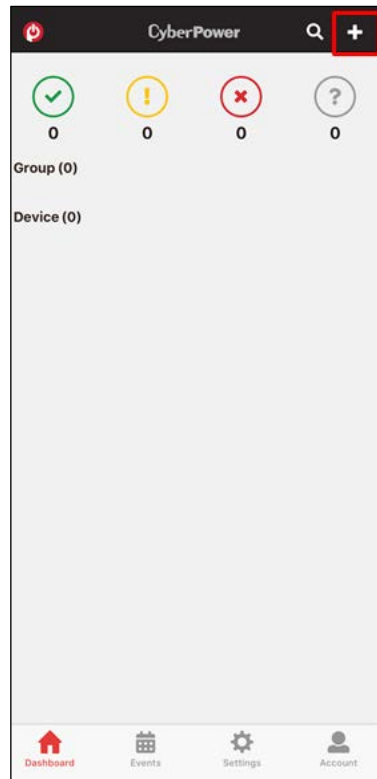 CyberPower
0 0 0 0
Group (0)
Device (0)
Dashboard Events Settings Account